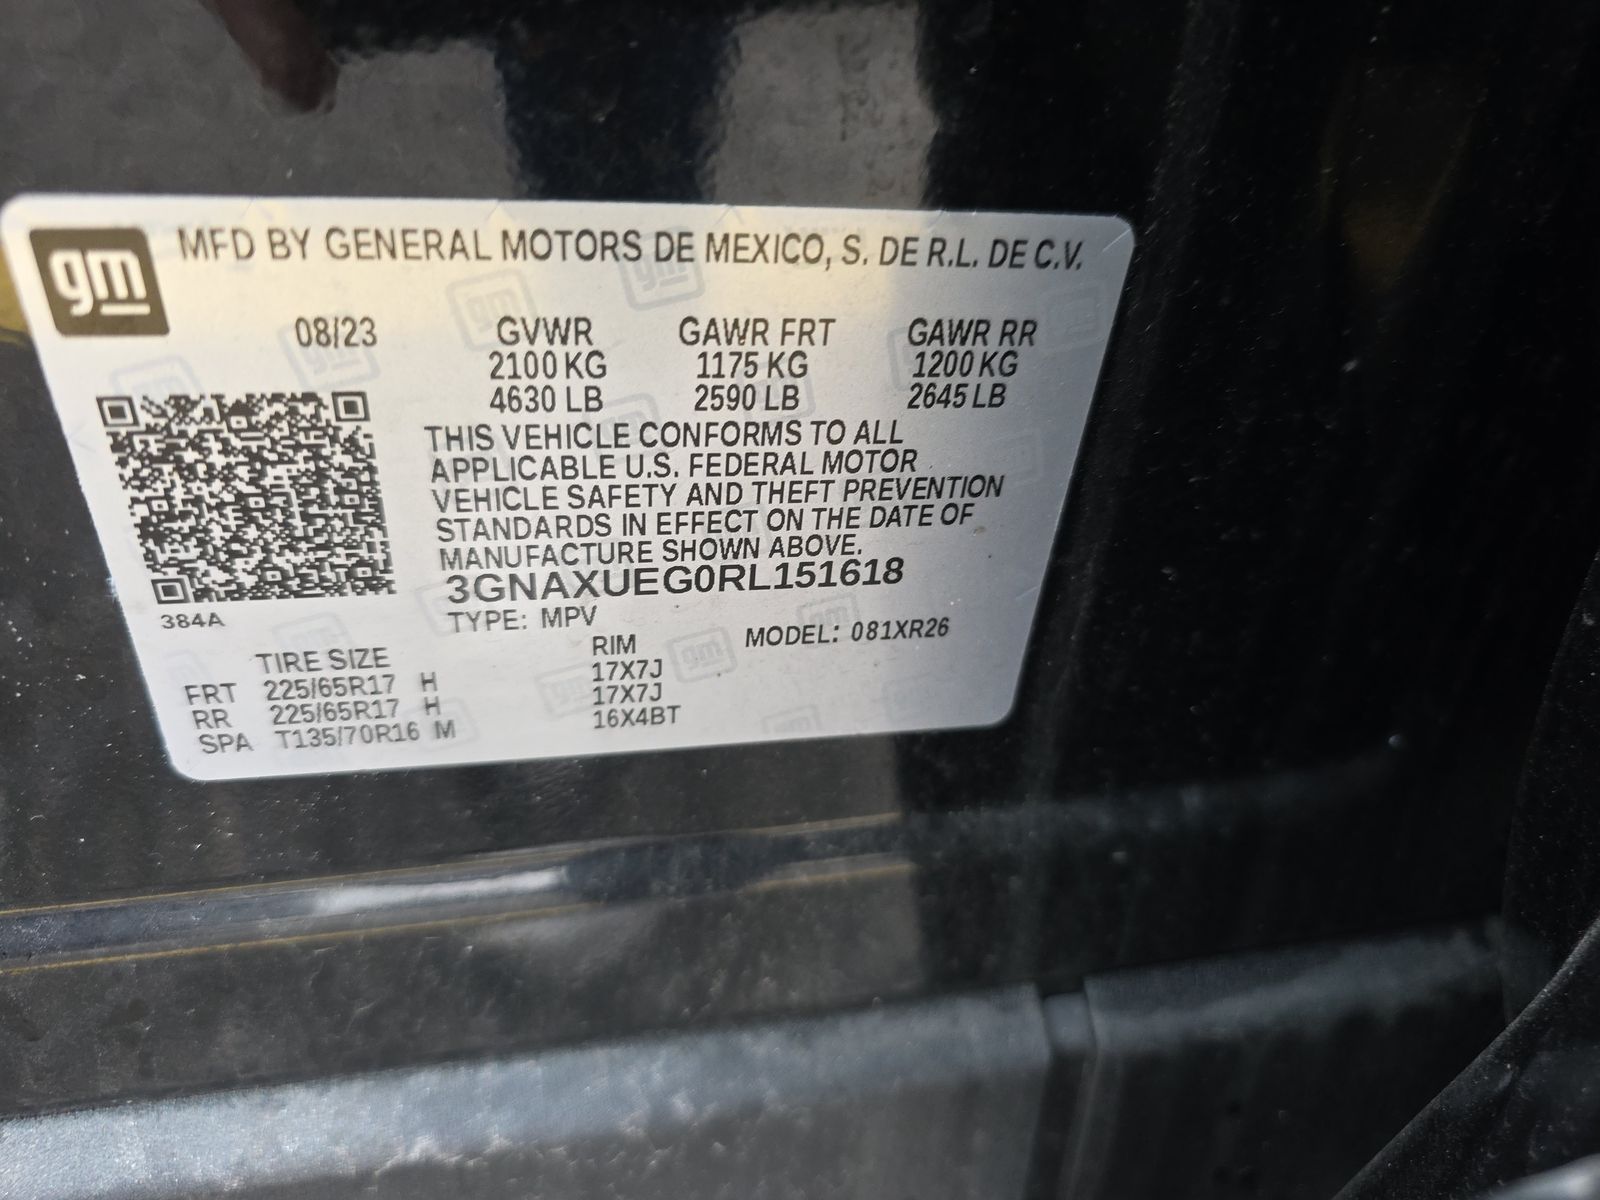 gm
MFD BY GENERAL MOTORS DE MEXICO, S. DE R.L. DE C.V.
08/23 GVWR GAWR FRT GAWR RR
2100 KG 1175 KG 1200 KG
4630 LB 2590 LB 2645 LB
THIS VEHICLE CONFORMS TO ALL
APPLICABLE U.S. FEDERAL MOTOR
VEHICLE SAFETY AND THEFT PREVENTION
STANDARDS IN EFFECT ON THE DATE OF
MANUFACTURE SHOWN ABOVE.
3GNAXUEG0RL151618
384A
TYPE: MPV
MODEL: 081XR26
TIRE SIZE RIM
FRT 225/65R17 H 17X7J
RR 225/65R17 H 17X7J
SPA T135/70R16 M 16X4BT